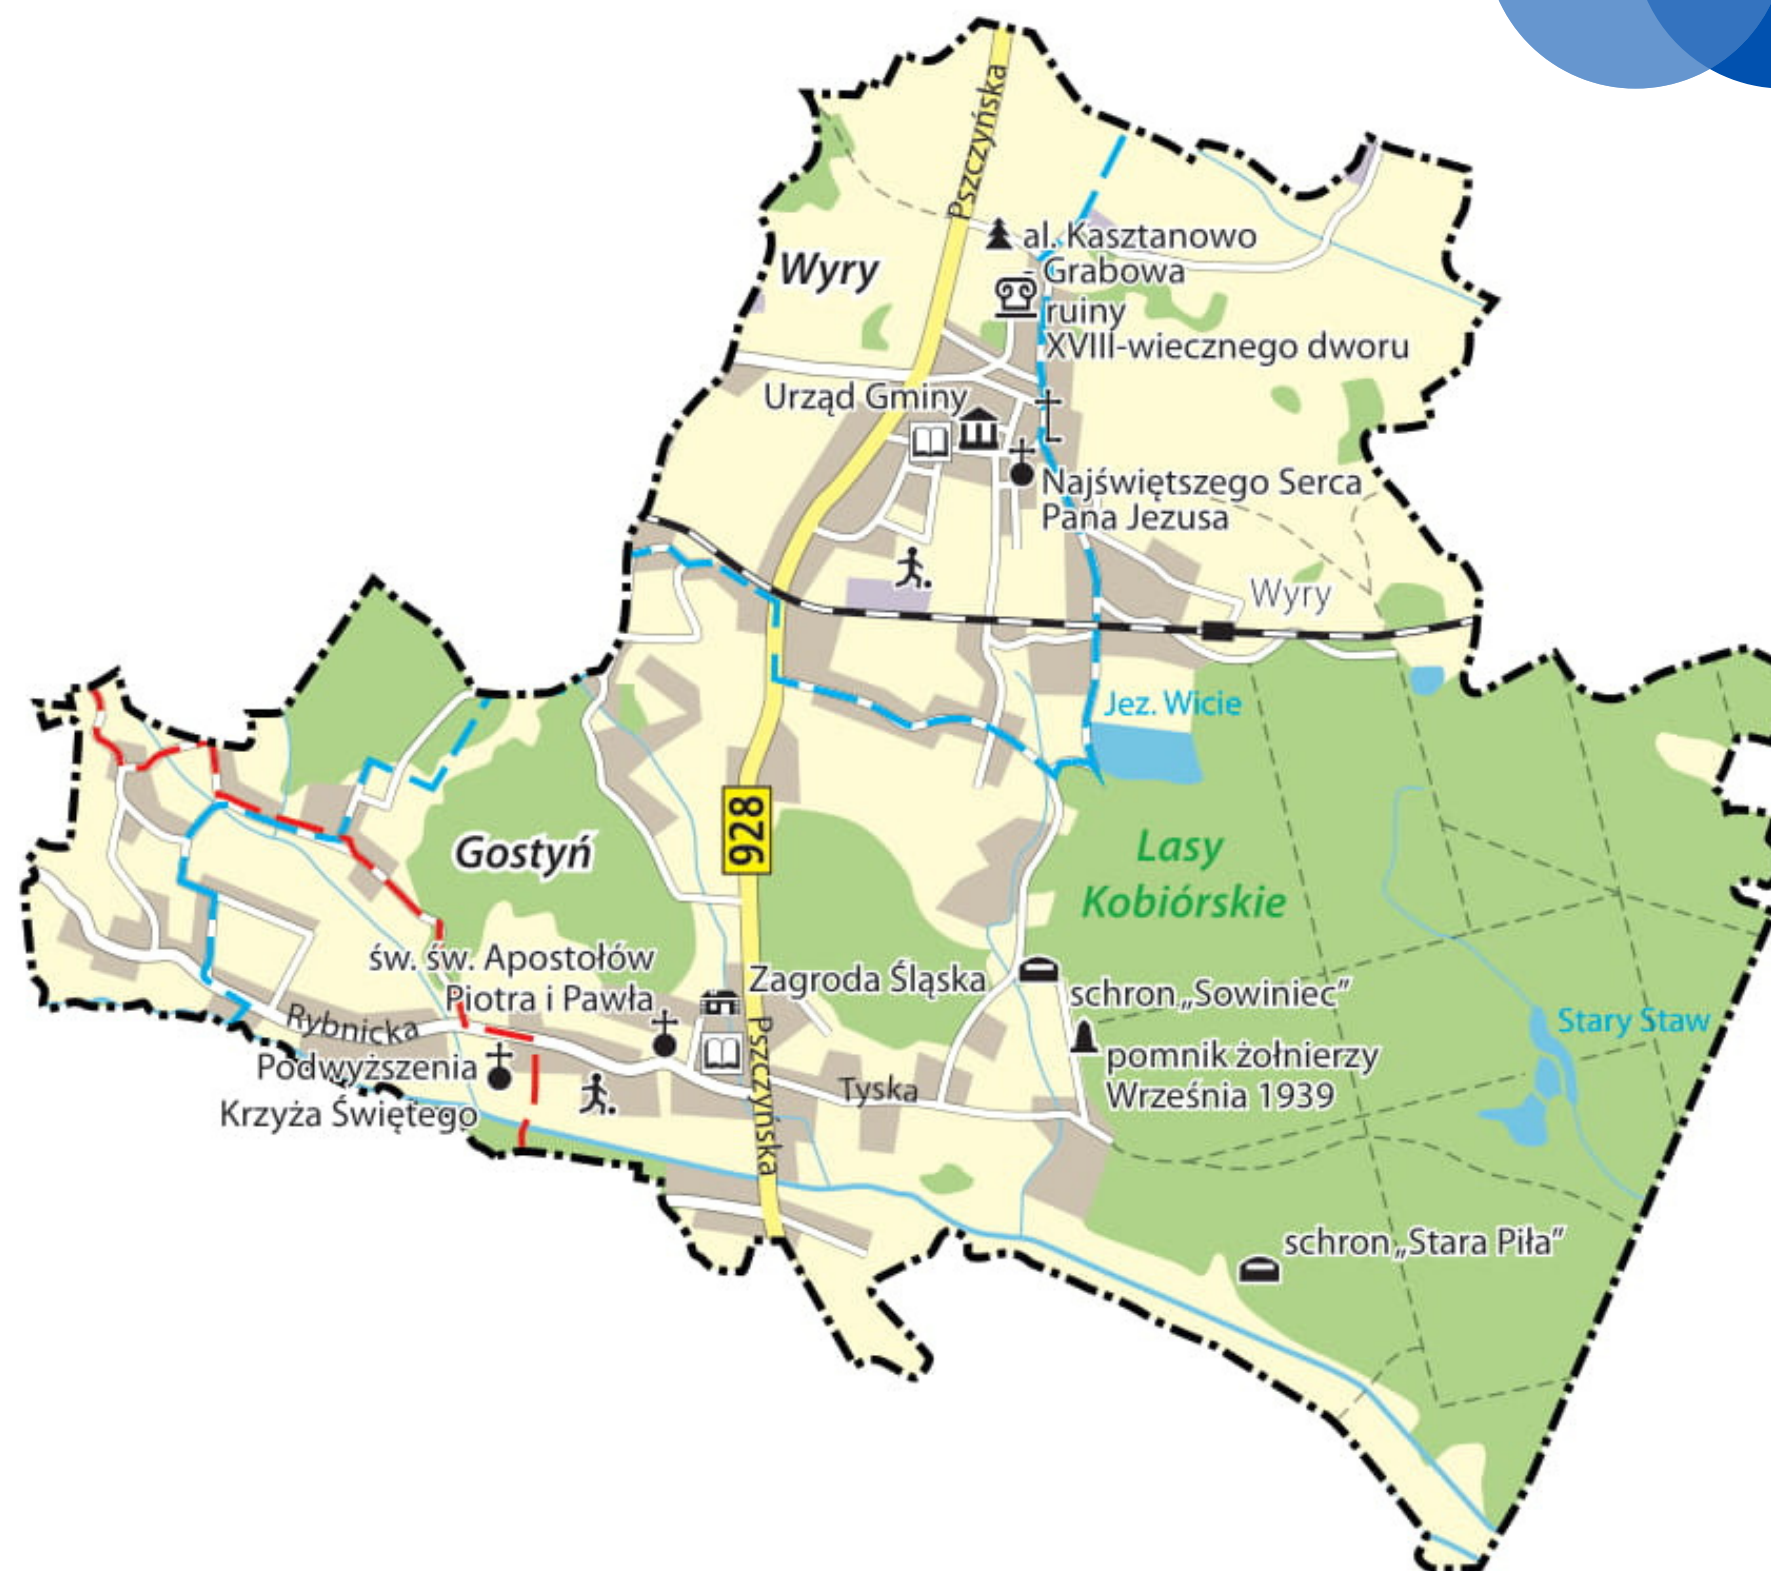 Pszczyńska
al. Kasztanowo
- Grabowa
Wyry
ruiny
XVIII-wiecznego dworu
Urząd Gminy
Najświętszego Serca
Pana Jezusa
Wyry
Jez. Wicie
928
Gostyń
Lasy
Kobiórskie
św. św. Apostołów
Piotra i Pawła
Zagroda Śląska
schron „Sowiniec”
Rybnicka
Stary Staw
Podwyższenia
Krzyża Świętego
Pszczyńska
Tyska
pomnik żołnierzy
Września 1939
schron „Stara Piła”